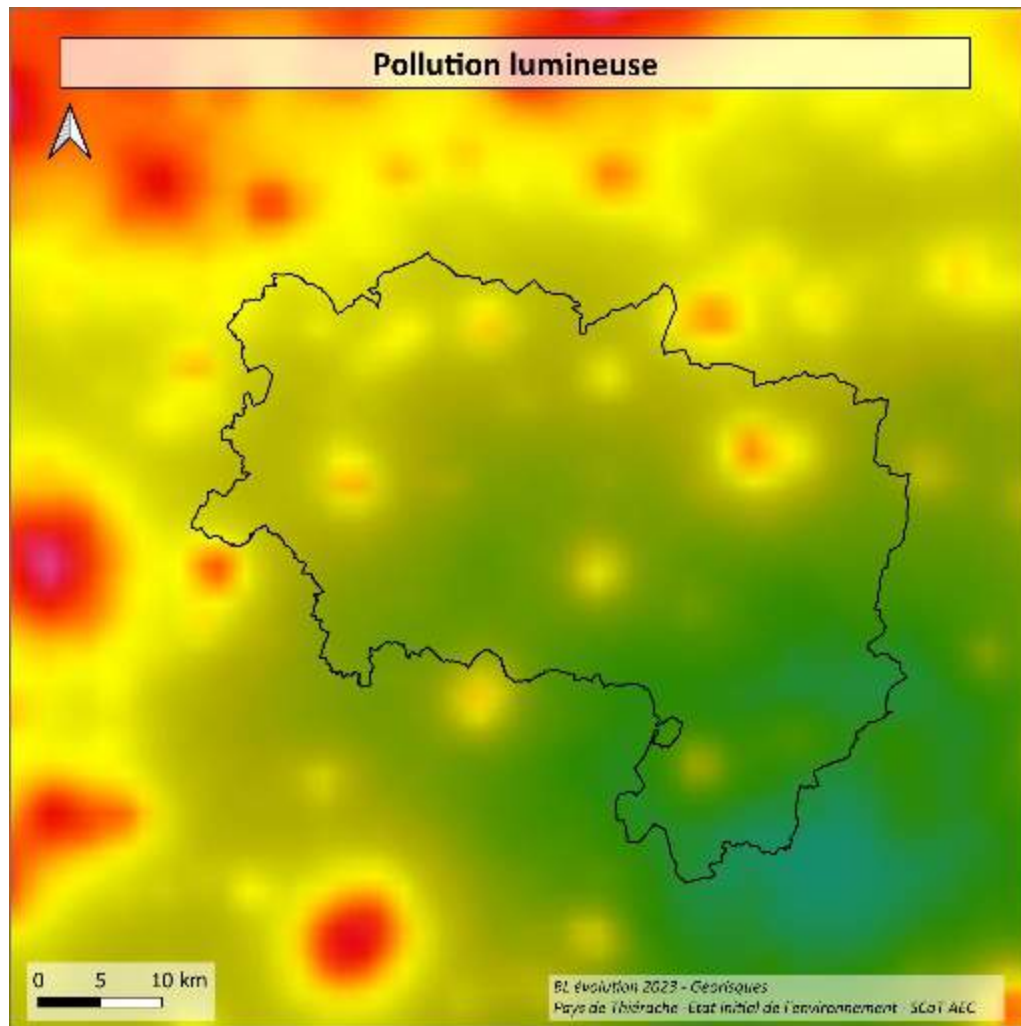 Pollution lumineuse
0 5 10 km
BL évolution 2023 - Géorisques
Pays de Thiérache -Etat initial de l'environnement - SCoT-AEC